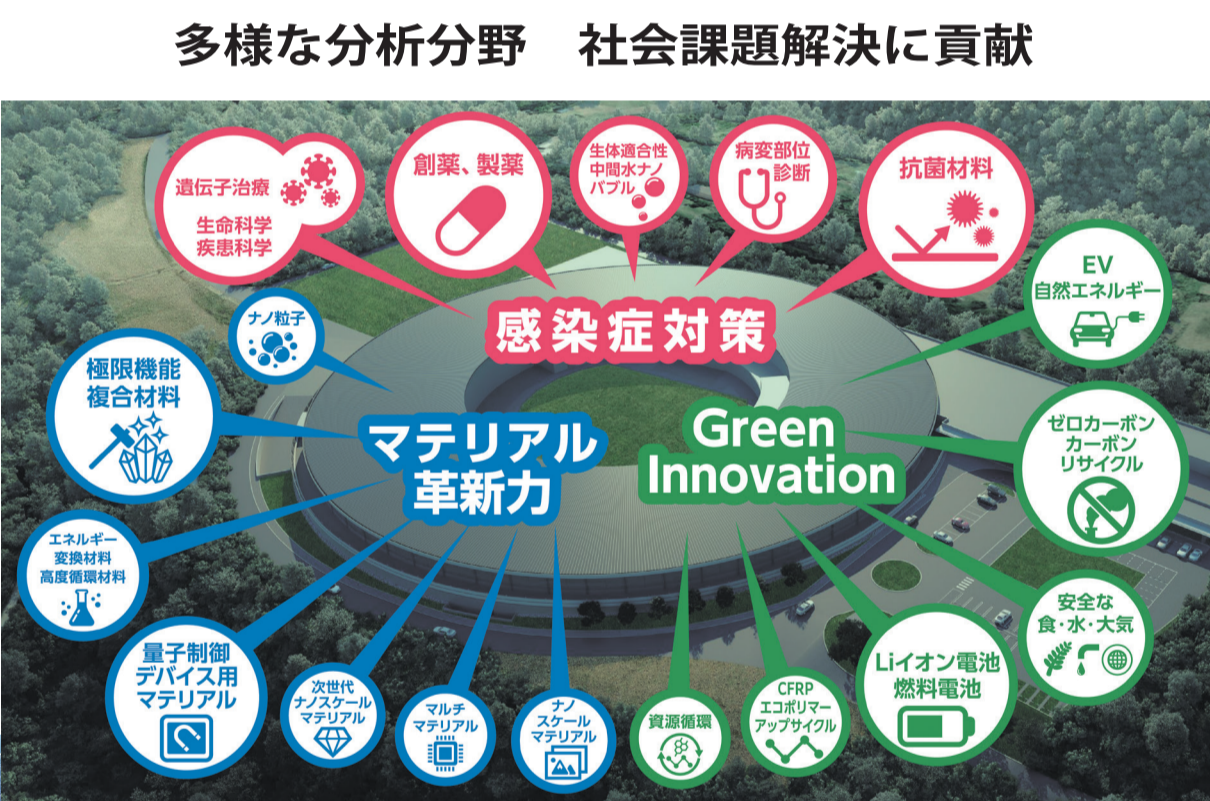 多様な分析分野　社会課題解決に貢献
遺伝子治療
生命科学
疾患科学
創薬、製薬
生体適合性
中間水ナノ
バブル
病変部位
診断
抗菌材料
感染症対策
EV
自然エネルギー
ナノ粒子
極限機能
複合材料
マテリアル
革新力
Green
Innovation
ゼロカーボン
カーボン
リサイクル
エネルギー
変換材料
高度循環材料
安全な
食・水・大気
量子制御
デバイス用
マテリアル
次世代
ナノスケール
マテリアル
マルチ
マテリアル
ナノ
スケール
マテリアル
資源循環
CFRP
エコポリマー
アップサイクル
Liイオン電池
燃料電池